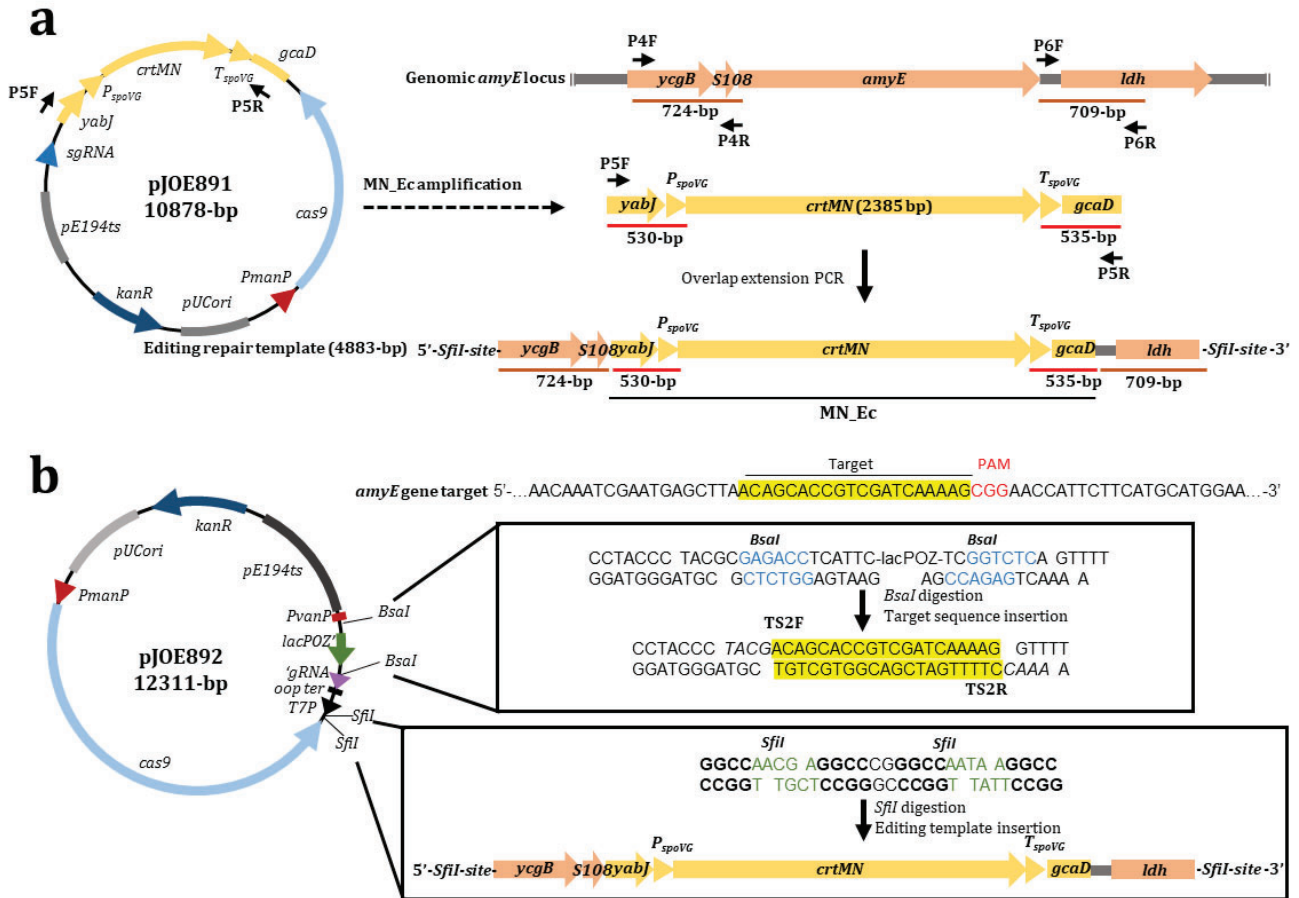 a
crtMN
gcaD
TspoVG
PspoVG
P5F
P5R
yabJ
sgRNA
pJOE891
10878-bp
cas9
pE194ts
PmanP
kanR
pUCori
P4F
P6F
Genomic amyE locus
ycgB
S108
amyE
ldh
724-bp
709-bp
P4R
P6R
MN_Ec amplification
P5F
PspoVG
TspoVG
yabJ
crtMN (2385 bp)
gcaD
530-bp
535-bp
P5R
Overlap extension PCR
PspoVG
TspoVG
Editing repair template (4883-bp)
5'-SfiI-site-
ycgB
S108
yabJ
crtMN
gcaD
ldh
-SfiI-site -3'
724-bp
530-bp
535-bp
709-bp
MN_Ec
b
Target
PAM
amyE gene target 5'-...AACAAATCGAATGAGCTTAACAGCACCGTCGATCAAAAGCGGAACCATTCTTCATGCATGGAA...-3'
kanR
pUCori
pE194ts
PmanP
PvanP
BsaI
lacPOZ'
pJOE892
12311-bp
BsaI
'gRNA
oop ter
T7P
SfiI
SfiI
cas9
BsaI
BsaI
CCTACCC TACGCGAGACCTCATTC-lacPOZ-TCGGTCTCA GTTTT
GGATGGGATGC GCTCTGGAGTAAG AGCCAGAGTCAAA A
BsaI digestion
Target sequence insertion
TS2F
CCTACCC TACGACAGCACCGTCGATCAAAAG GTTTT
GGATGGGATGC TGTCGTGGCAGCTAGTTTTCCAAA A
TS2R
SfiI
SfiI
GGCCAACG AGGCCCGGGCCAATA AGGCC
CCGGT TGCTCCGGGCCCGGT TATTCCGG
SfiI digestion
Editing template insertion
PspoVG
TspoVG
5'-SfiI-site-
ycgB
S108
yabJ
crtMN
gcaD
ldh
-SfiI-site-3'